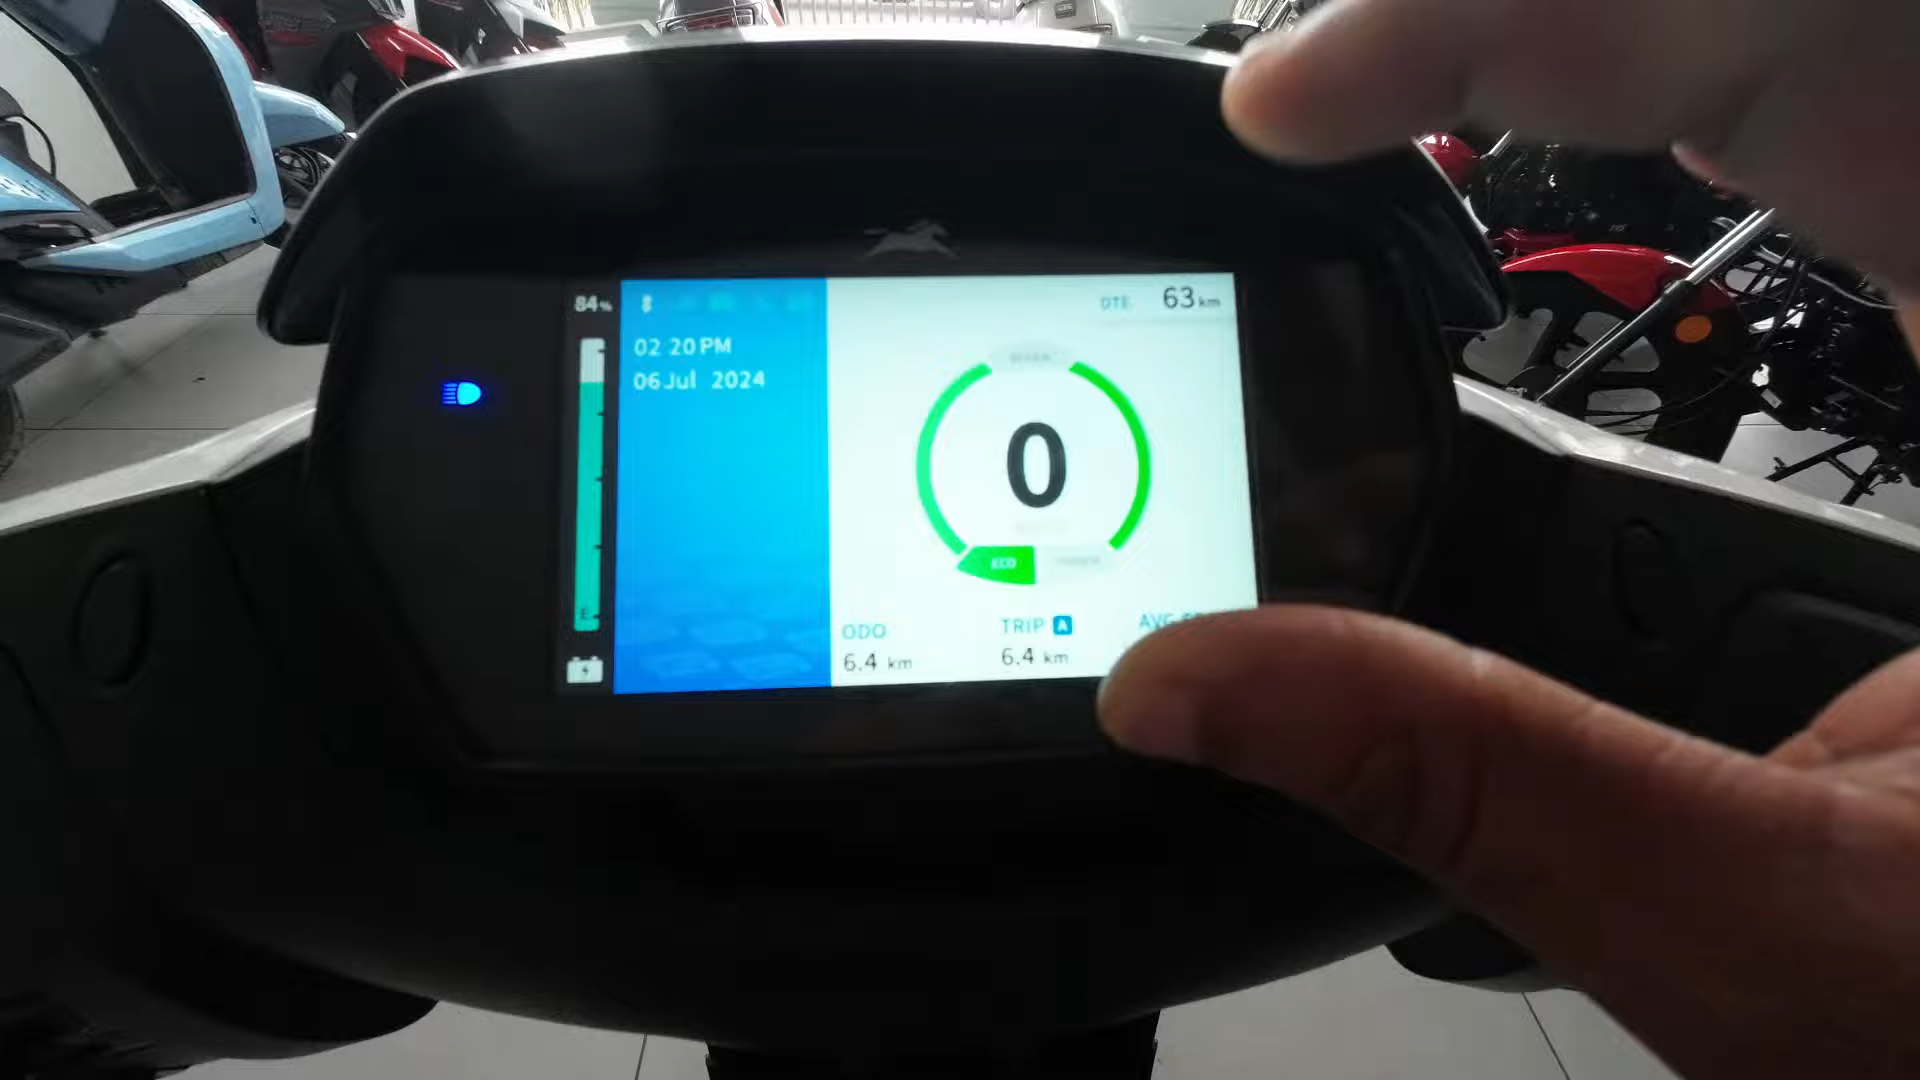 84%
DTE 63 km
02 20 PM
06 Jul 2024
0
ECO
E
ODO
TRIP A
AVG
6.4 km
6.4 km